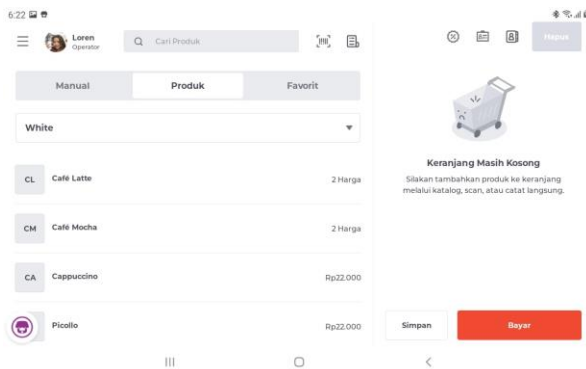 6:22
Loren
Operator
Cari Produk
Hapus
Manual
Produk
Favorit
White
CL
Café Latte
2 Harga
CM
Café Mocha
2 Harga
CA
Cappuccino
Rp22.000
Picollo
Rp22.000
Keranjang Masih Kosong
Silakan tambahkan produk ke keranjang
melalui katalog, scan, atau catat langsung.
Simpan
Bayar